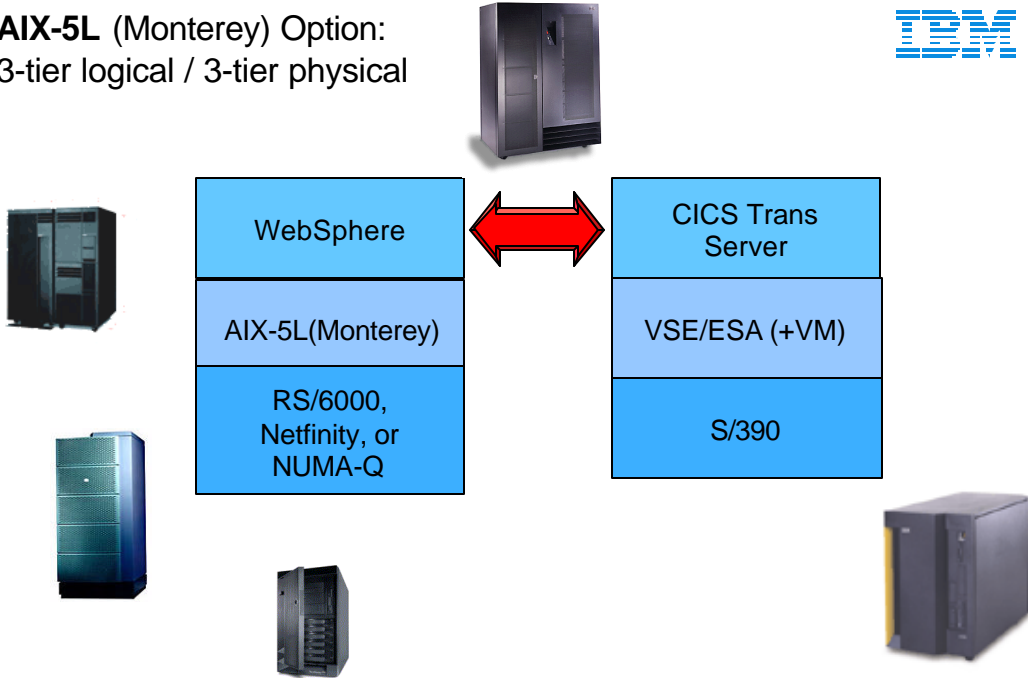 AIX-5L (Monterey) Option:
3-tier logical / 3-tier physical
IBM
WebSphere
AIX-5L(Monterey)
RS/6000,
Netfinity, or
NUMA-Q
CICS Trans
Server
VSE/ESA (+VM)
S/390